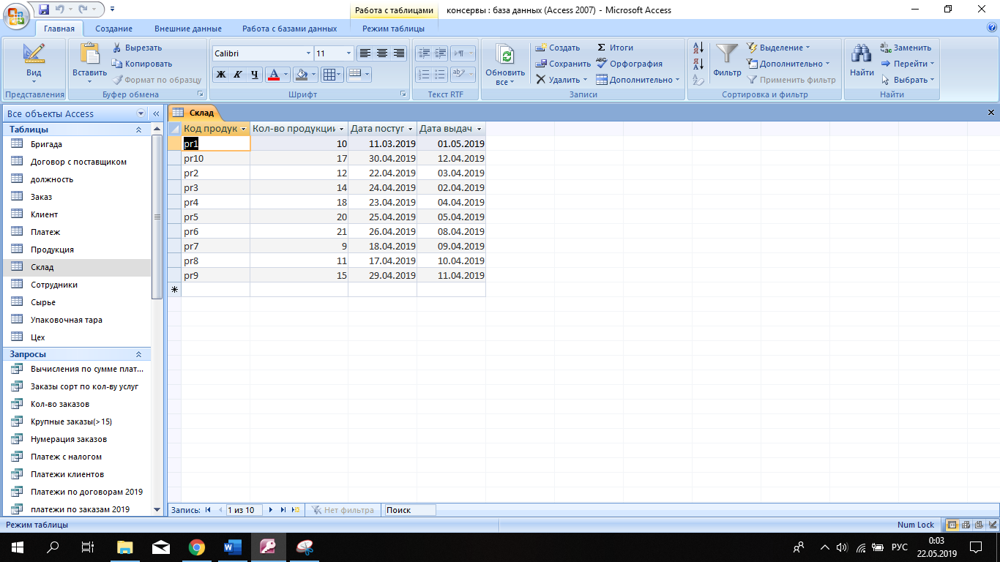 Работа с таблицами
консервы : база данных (Access 2007) - Microsoft Access
Главная
Создание
Внешние данные
Работа с базами данных
Режим таблицы
Вид
Представления
Вставить
Вырезать
Копировать
Формат по образцу
Буфер обмена
Calibri
11
Ж К Ч
А
Шрифт
Текст RTF
Обновить все
Создать
Сохранить
Удалить
Итоги
Орфография
Дополнительно
Записи
Фильтр
Выделение
Дополнительно
Применить фильтр
Сортировка и фильтр
Найти
Заменить
Перейти
Выбрать
Найти
Все объекты Access
Таблицы
Бригада
Договор с поставщиком
должность
Заказ
Клиент
Платеж
Продукция
Склад
Сотрудники
Сырье
Упаковочная тара
Цех
Запросы
Вычисления по сумме плат...
Заказы сорт по кол-ву услуг
Кол-во заказов
Крупные заказы(>15)
Нумерация заказов
Платеж с налогом
Платежи клиентов
Платежи по договорам 2019
платежи по заказам 2019
Склад
Код продук Кол-во продукции Дата постуг Дата выдач
pr1 10 11.03.2019 01.05.2019
pr10 17 30.04.2019 12.04.2019
pr2 12 22.04.2019 03.04.2019
pr3 14 24.04.2019 02.04.2019
pr4 18 23.04.2019 04.04.2019
pr5 20 25.04.2019 05.04.2019
pr6 21 26.04.2019 08.04.2019
pr7 9 18.04.2019 09.04.2019
pr8 11 17.04.2019 10.04.2019
pr9 15 29.04.2019 11.04.2019
Запись: 1 из 10 Нет фильтра Поиск
Режим таблицы
Num Lock
РУС
0:03
22.05.2019